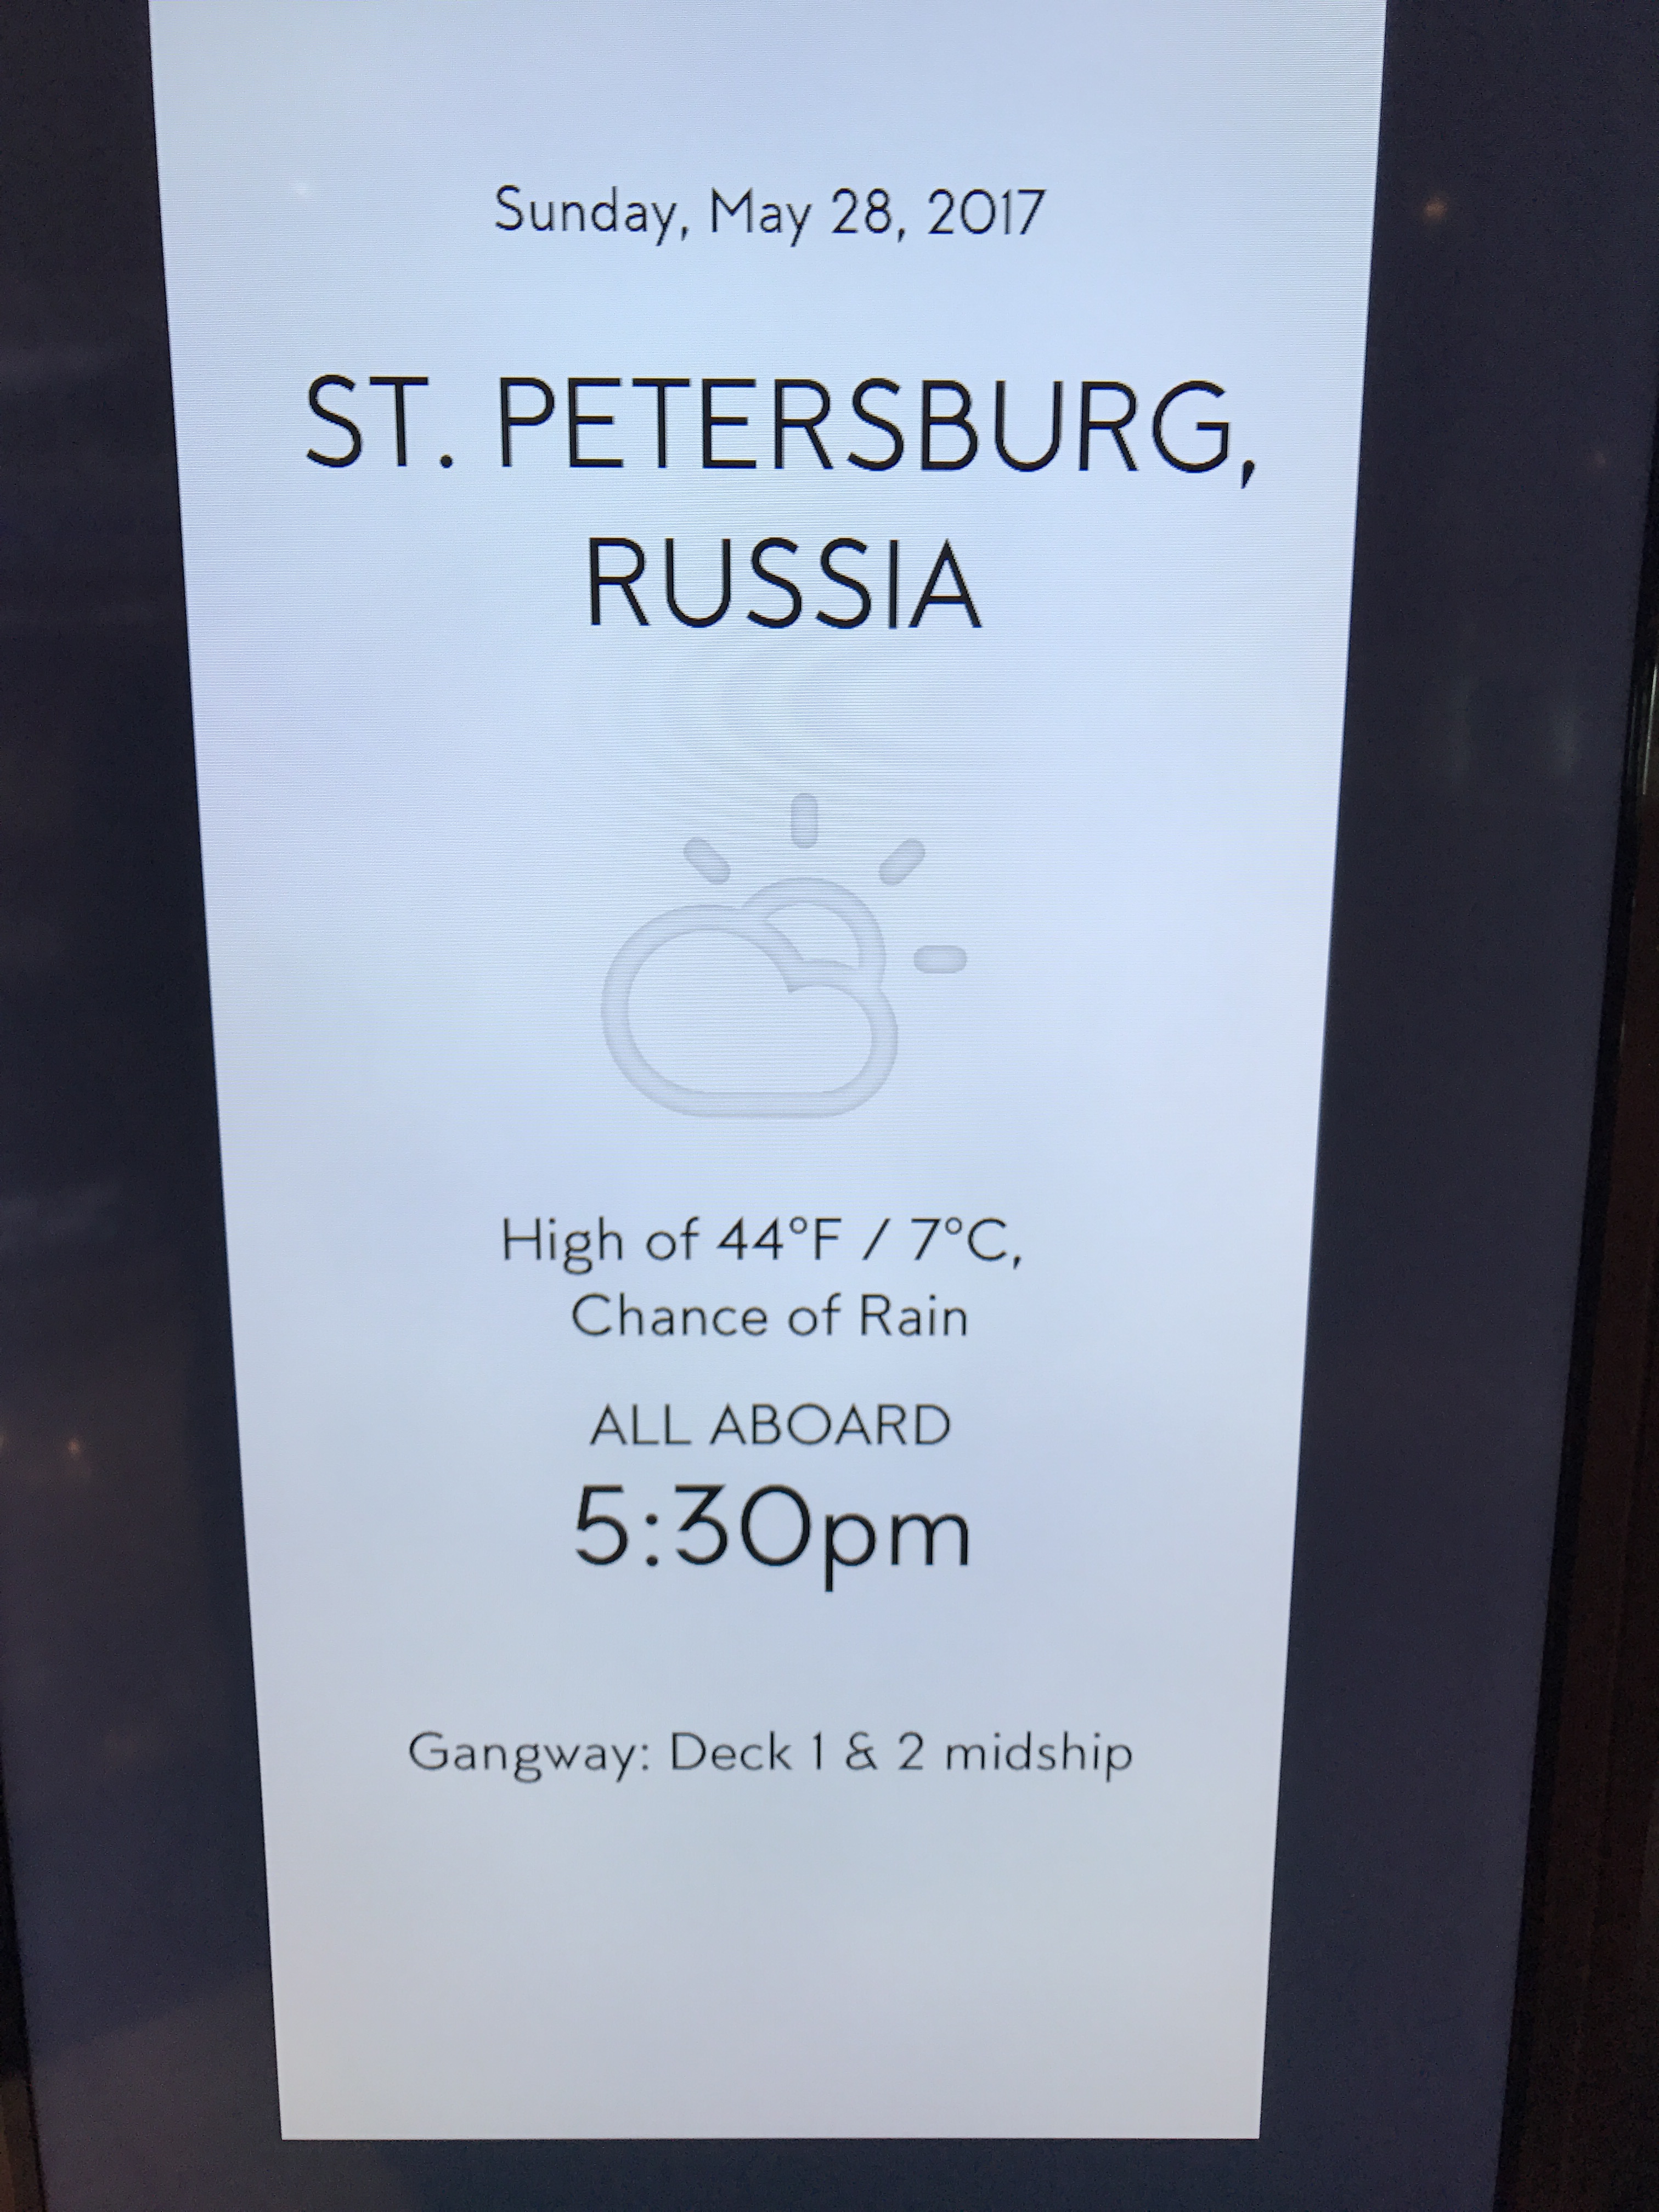 Sunday, May 28, 2017
ST. PETERSBURG,
RUSSIA
High of 44°F / 7°C,
Chance of Rain
ALL ABOARD
5:30pm
Gangway: Deck 1 & 2 midship